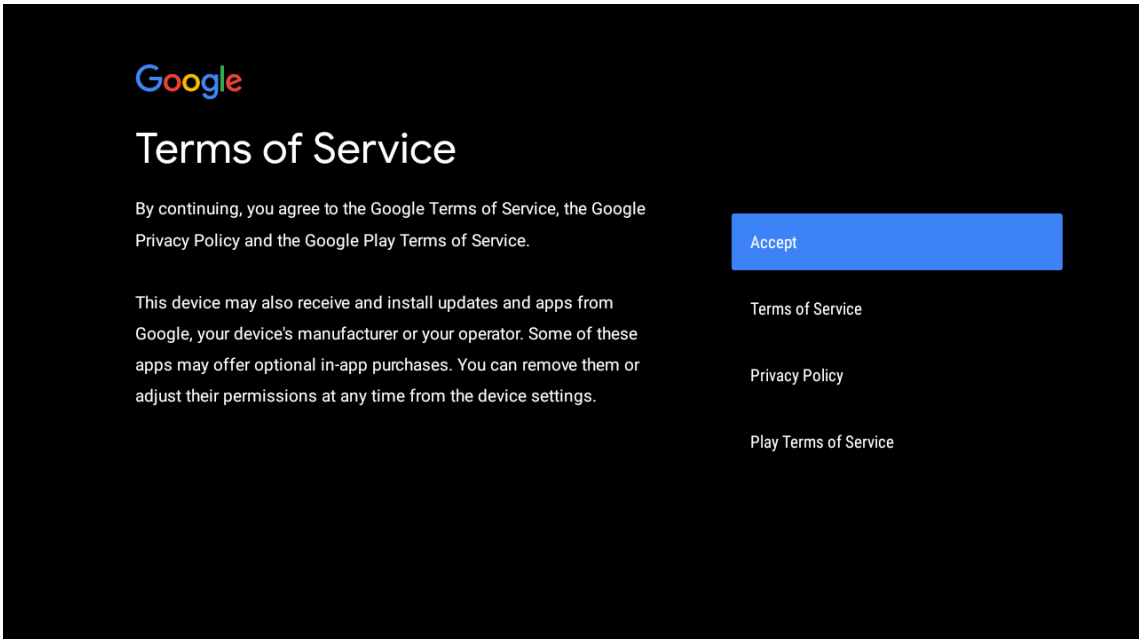 Google
Terms of Service
By continuing, you agree to the Google Terms of Service, the Google
Privacy Policy and the Google Play Terms of Service.
This device may also receive and install updates and apps from
Google, your device's manufacturer or your operator. Some of these
apps may offer optional in-app purchases. You can remove them or
adjust their permissions at any time from the device settings.
Accept
Terms of Service
Privacy Policy
Play Terms of Service